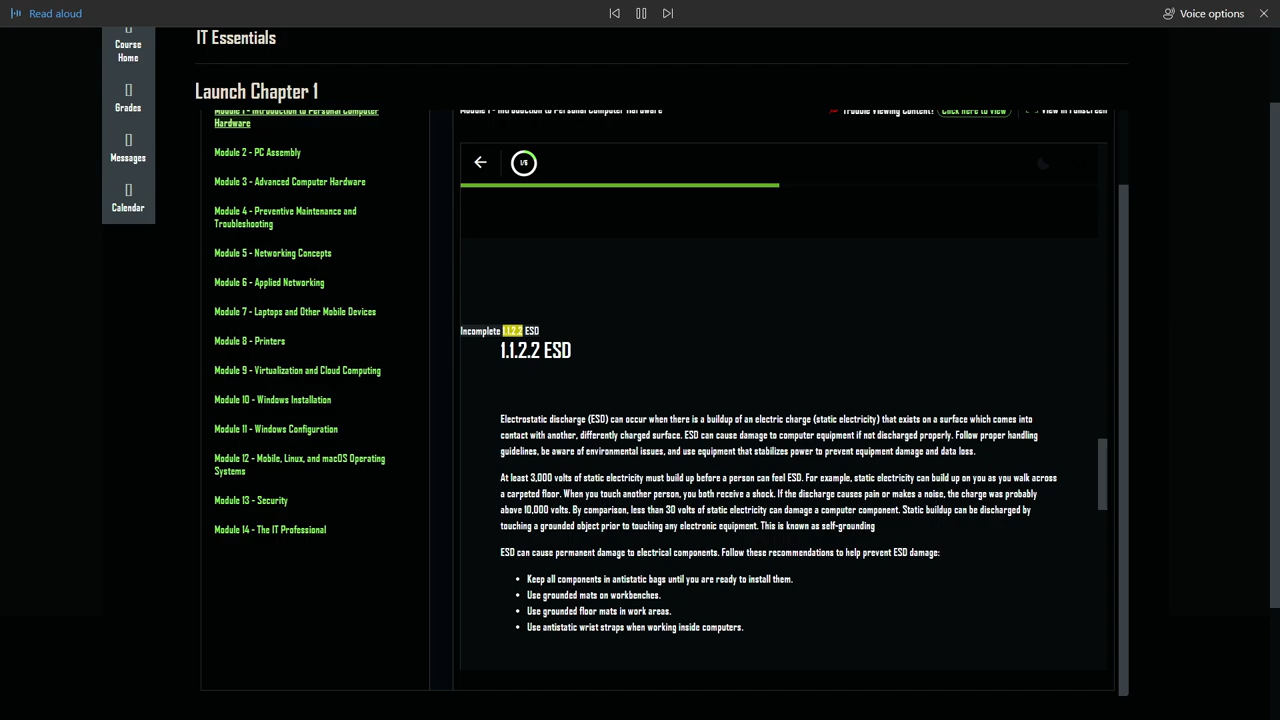 Read aloud
Voice options
Course
Home
Grades
Messages
Calendar
IT Essentials
Launch Chapter 1
Module 1 - Introduction to Personal Computer
Hardware
Module 2 - PC Assembly
Module 3 - Advanced Computer Hardware
Module 4 - Preventive Maintenance and
Troubleshooting
Module 5 - Networking Concepts
Module 6 - Applied Networking
Module 7 - Laptops and Other Mobile Devices
Module 8 - Printers
Module 9 - Virtualization and Cloud Computing
Module 10 - Windows Installation
Module 11 - Windows Configuration
Module 12 - Mobile, Linux, and macOS Operating
Systems
Module 13 - Security
Module 14 - The IT Professional
Module 1 - Introduction to Personal Computer Hardware
Trouble Viewing Content? Click Here to View
View in Fullscreen
1/5
Incomplete 1.1.2.2 ESD
1.1.2.2 ESD
Electrostatic discharge (ESD) can occur when there is a buildup of an electric charge (static electricity) that exists on a surface which comes into
contact with another, differently charged surface. ESD can cause damage to computer equipment if not discharged properly. Follow proper handling
guidelines, be aware of environmental issues, and use equipment that stabilizes power to prevent equipment damage and data loss.
At least 3,000 volts of static electricity must build up before a person can feel ESD. For example, static electricity can build up on you as you walk across
a carpeted floor. When you touch another person, you both receive a shock. If the discharge causes pain or makes a noise, the charge was probably
above 10,000 volts. By comparison, less than 30 volts of static electricity can damage a computer component. Static buildup can be discharged by
touching a grounded object prior to touching any electronic equipment. This is known as self-grounding
ESD can cause permanent damage to electrical components. Follow these recommendations to help prevent ESD damage:
• Keep all components in antistatic bags until you are ready to install them.
• Use grounded mats on workbenches.
• Use grounded floor mats in work areas.
• Use antistatic wrist straps when working inside computers.